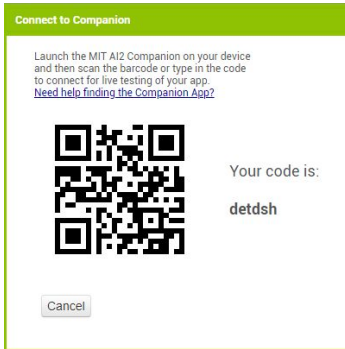 Connect to Companion
Launch the MIT AI2 Companion on your device
and then scan the barcode or type in the code
to connect for live testing of your app.
Need help finding the Companion App?
Your code is:
detdsh
Cancel